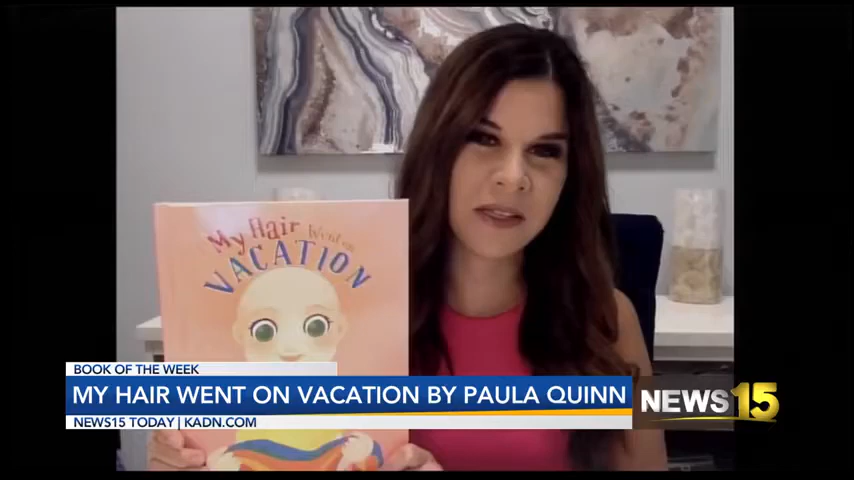 My Hair Went on
VACATION
BOOK OF THE WEEK
MY HAIR WENT ON VACATION BY PAULA QUINN
NEWS15 TODAY | KADN.COM
NEWS15